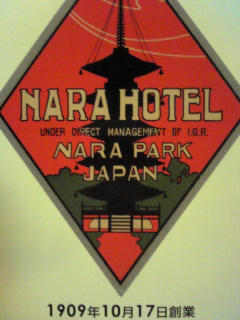 NARA HOTEL
UNDER DIRECT MANAGEMENT OF I.G.R.
NARA PARK
JAPAN
1909年10月17日創業